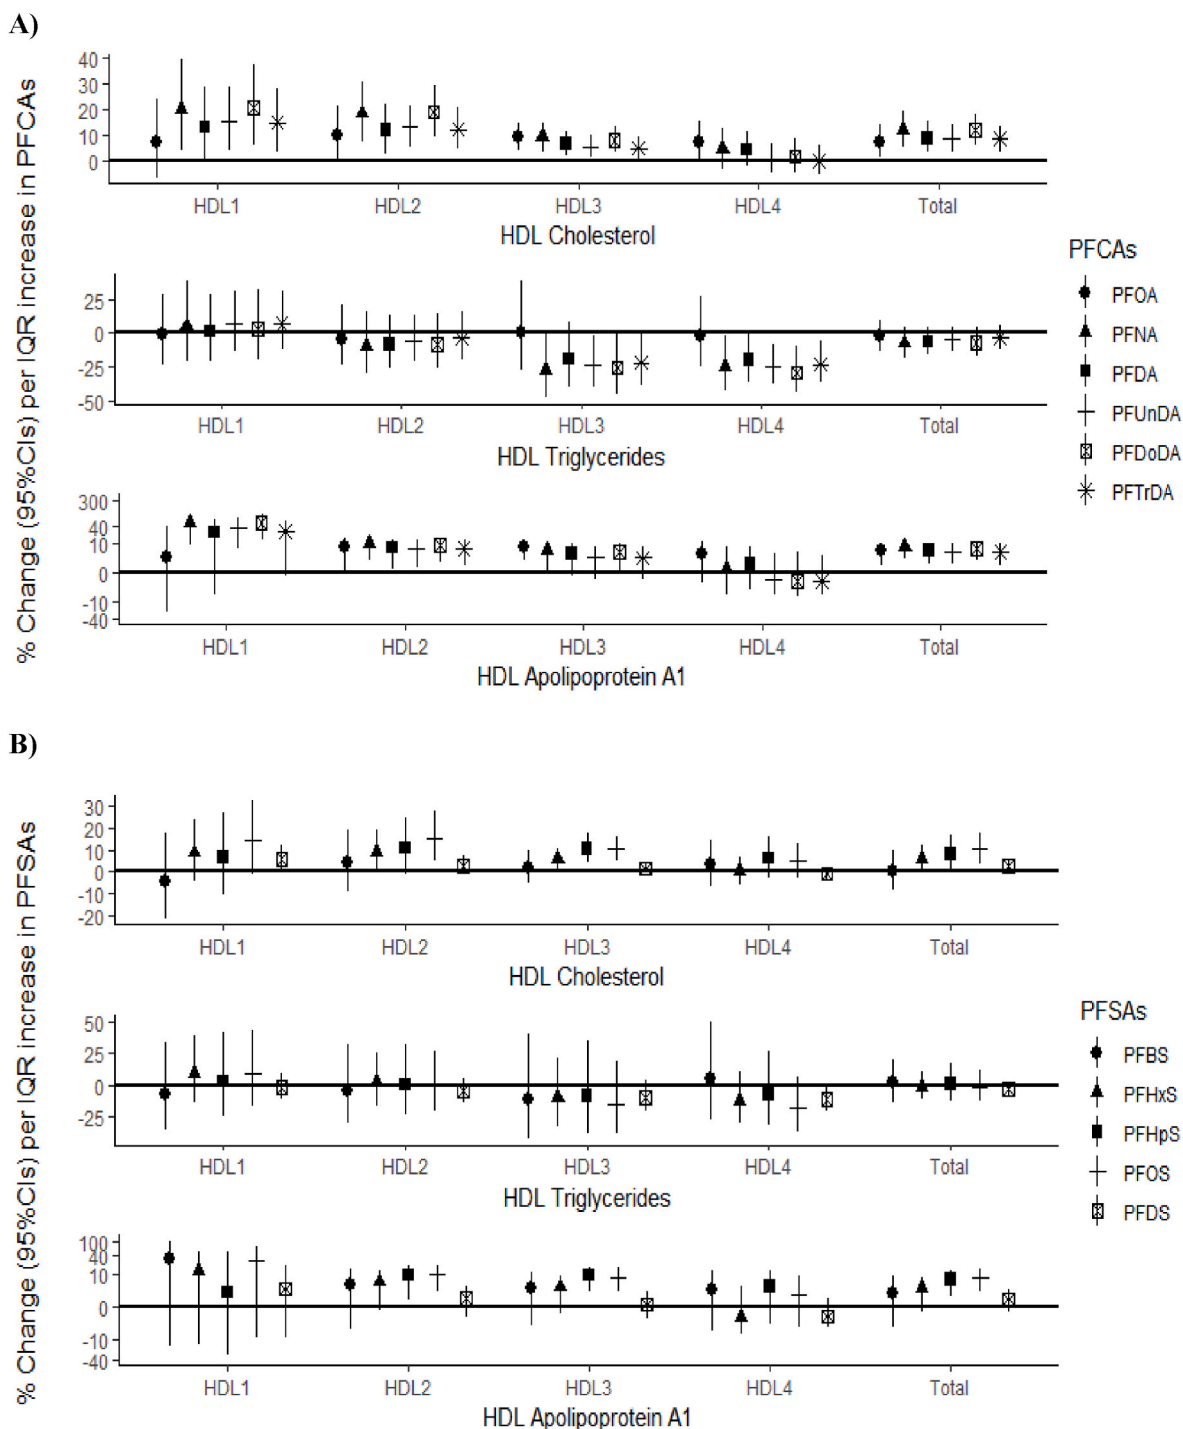 A)
% Change (95%CIs) per IQR increase in PFCAs
40
30
20
10
0
HDL1 HDL2 HDL3 HDL4 Total
HDL Cholesterol
25
0
-25
-50
HDL1 HDL2 HDL3 HDL4 Total
HDL Triglycerides
300
40
10
0
-10
-40
HDL1 HDL2 HDL3 HDL4 Total
HDL Apolipoprotein A1
PFCAs
PFOA
PFNA
PFDA
PFUnDA
PFDoDA
PFTrDA
B)
% Change (95%CIs) per IQR increase in PFSAs
30
20
10
0
-10
-20
HDL1 HDL2 HDL3 HDL4 Total
HDL Cholesterol
50
25
0
-25
HDL1 HDL2 HDL3 HDL4 Total
HDL Triglycerides
100
40
10
0
-10
-40
HDL1 HDL2 HDL3 HDL4 Total
HDL Apolipoprotein A1
PFSAs
PFBS
PFHxS
PFHpS
PFOS
PFDS